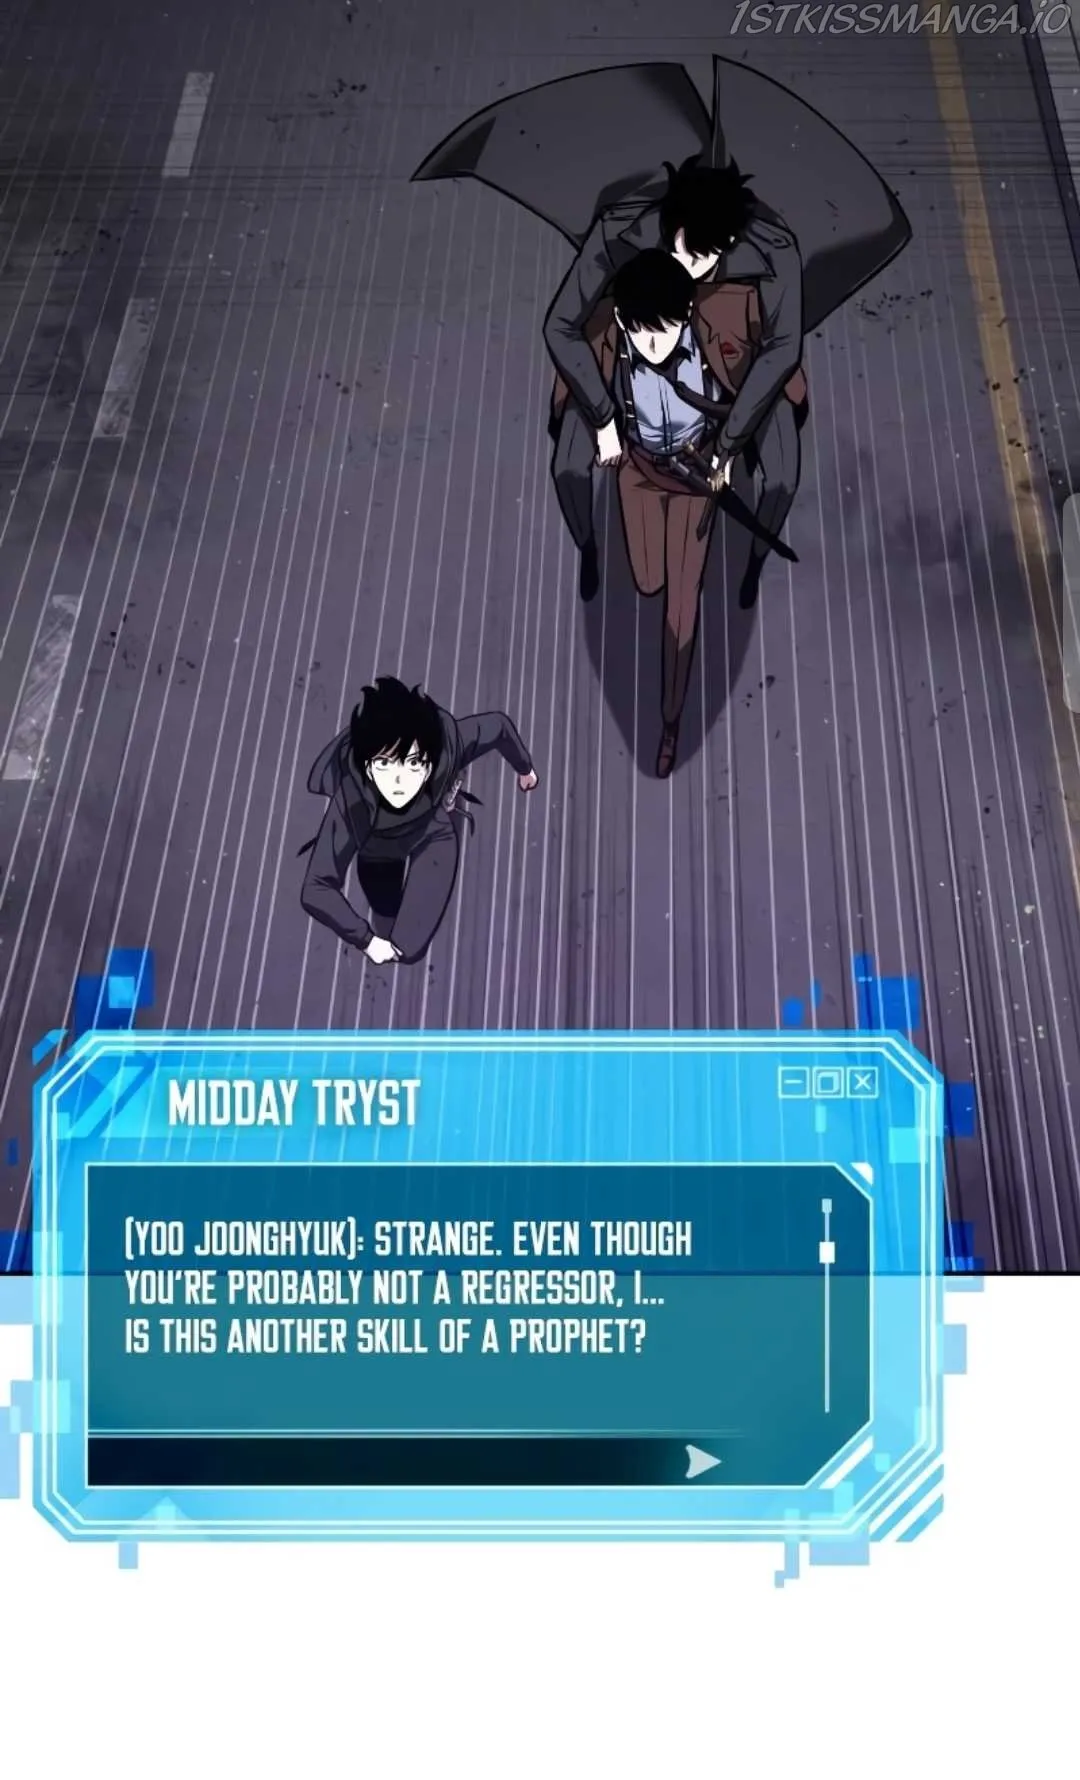 1STKISSMANGA.IO
MIDDAY TRYST
[YOO JOONGHYUK]: STRANGE. EVEN THOUGH
YOU'RE PROBABLY NOT A REGRESSOR, I...
IS THIS ANOTHER SKILL OF A PROPHET?